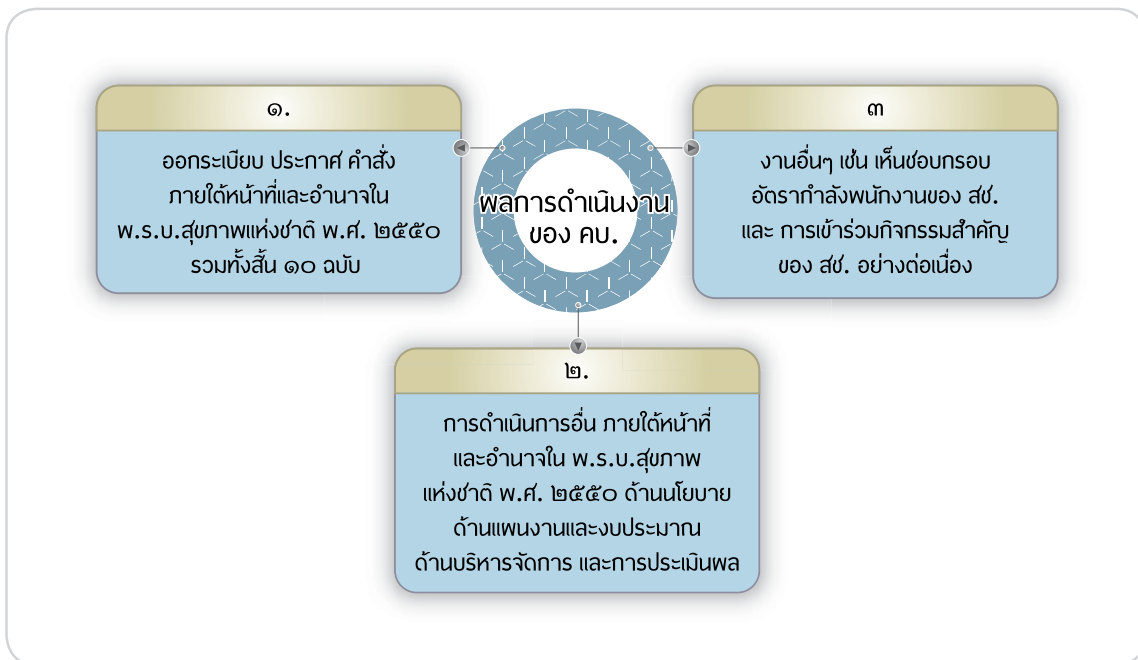 ผลการดำเนินงาน
ของ คบ.
๑.
ออกระเบียบ ประกาศ คำสั่ง
ภายใต้หน้าที่และอำนาจใน
พ.ร.บ.สุขภาพแห่งชาติ พ.ศ. ๒๕๕๐
รวมทั้งสิ้น ๑๐ ฉบับ
๒.
การดำเนินการอื่น ภายใต้หน้าที่
และอำนาจใน พ.ร.บ.สุขภาพ
แห่งชาติ พ.ศ. ๒๕๕๐ ด้านนโยบาย
ด้านแผนงานและงบประมาณ
ด้านบริหารจัดการ และการประเมินผล
๓
งานอื่นๆ เช่น เห็นชอบกรอบ
อัตรากำลังพนักงานของ สช.
และ การเข้าร่วมกิจกรรมสำคัญ
ของ สช. อย่างต่อเนื่อง